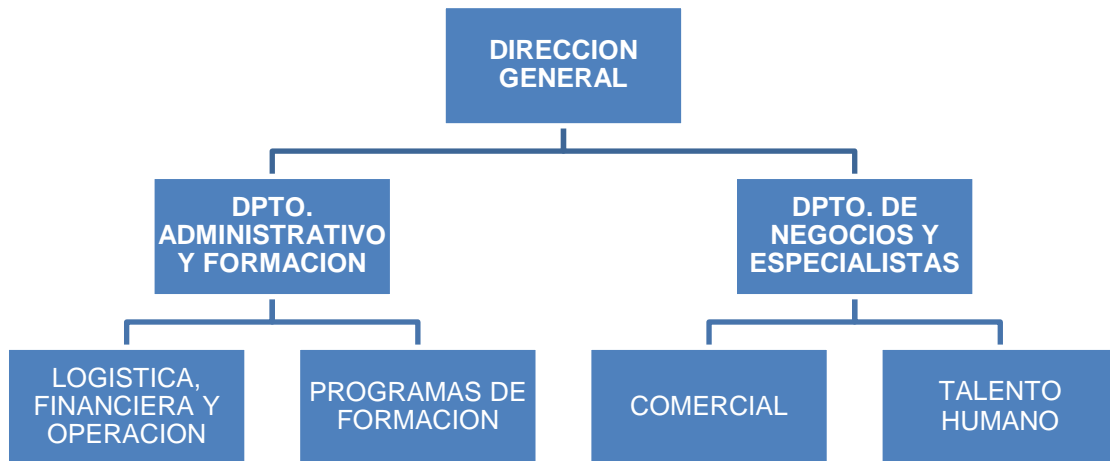 DIRECCION
GENERAL
DPTO.
ADMINISTRATIVO
Y FORMACION
DPTO. DE
NEGOCIOS Y
ESPECIALISTAS
LOGISTICA,
FINANCIERA Y
OPERACION
PROGRAMAS DE
FORMACION
COMERCIAL
TALENTO
HUMANO